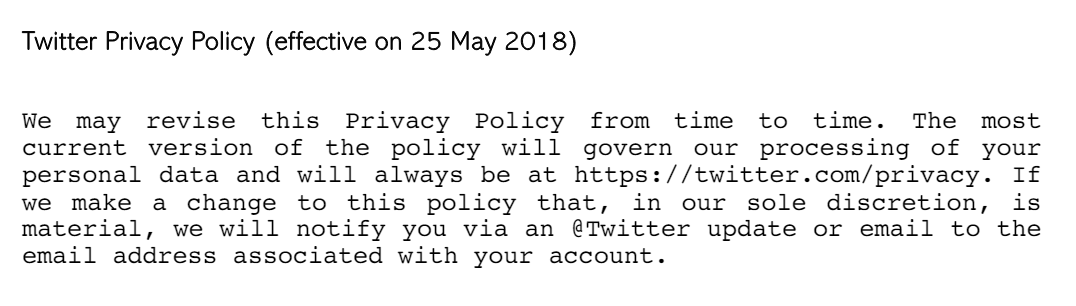 Twitter Privacy Policy (effective on 25 May 2018)
We may revise this Privacy Policy from time to time. The most
current version of the policy will govern our processing of your
personal data and will always be at https://twitter.com/privacy. If
we make a change to this policy that, in our sole discretion, is
material, we will notify you via an @Twitter update or email to the
email address associated with your account.